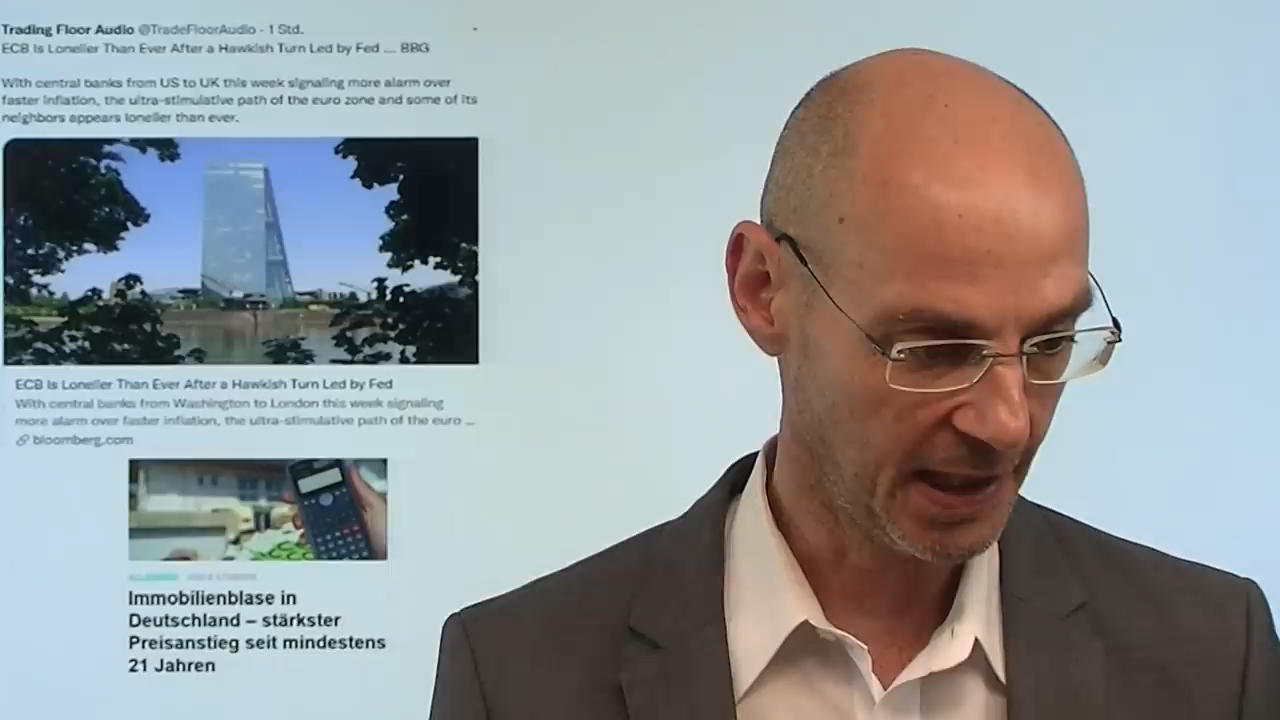 Trading Floor Audio @TradeFloorAudio · 1 Std.
ECB Is Lonelier Than Ever After a Hawkish Turn Led by Fed .... BBG
With central banks from US to UK this week signaling more alarm over
faster inflation, the ultra-stimulative path of the euro zone and some of its
neighbors appears lonelier than ever.
ECB Is Lonelier Than Ever After a Hawkish Turn Led by Fed
With central banks from Washington to London this week signaling
more alarm over faster inflation, the ultra-stimulative path of the euro ...
bloomberg.com
Immobilienblase in
Deutschland – stärkster
Preisanstieg seit mindestens
21 Jahren